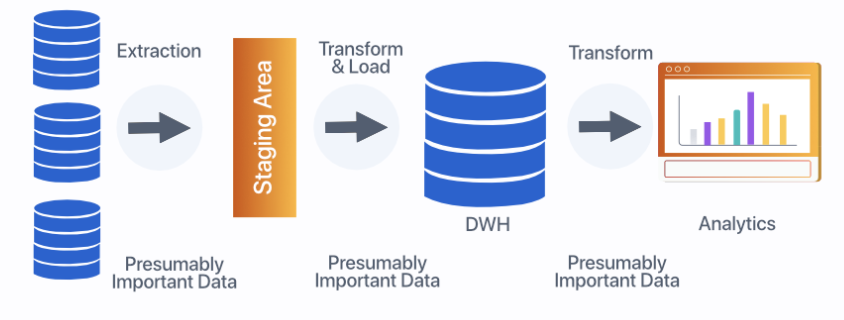 Extraction
Staging Area
Transform
& Load
Transform
DWH
Analytics
Presumably
Important Data
Presumably
Important Data
Presumably
Important Data